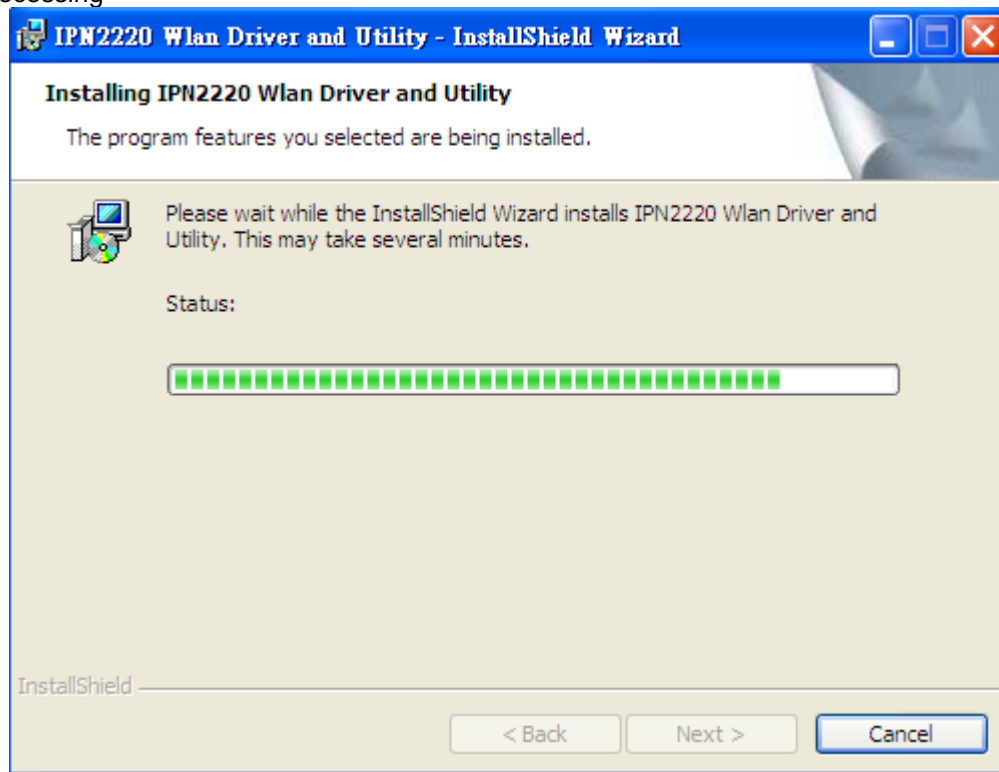 IPN2220 Wlan Driver and Utility - InstallShield Wizard
Installing IPN2220 Wlan Driver and Utility
The program features you selected are being installed.
Please wait while the InstallShield Wizard installs IPN2220 Wlan Driver and
Utility. This may take several minutes.
Status:
InstallShield
< Back
Next >
Cancel